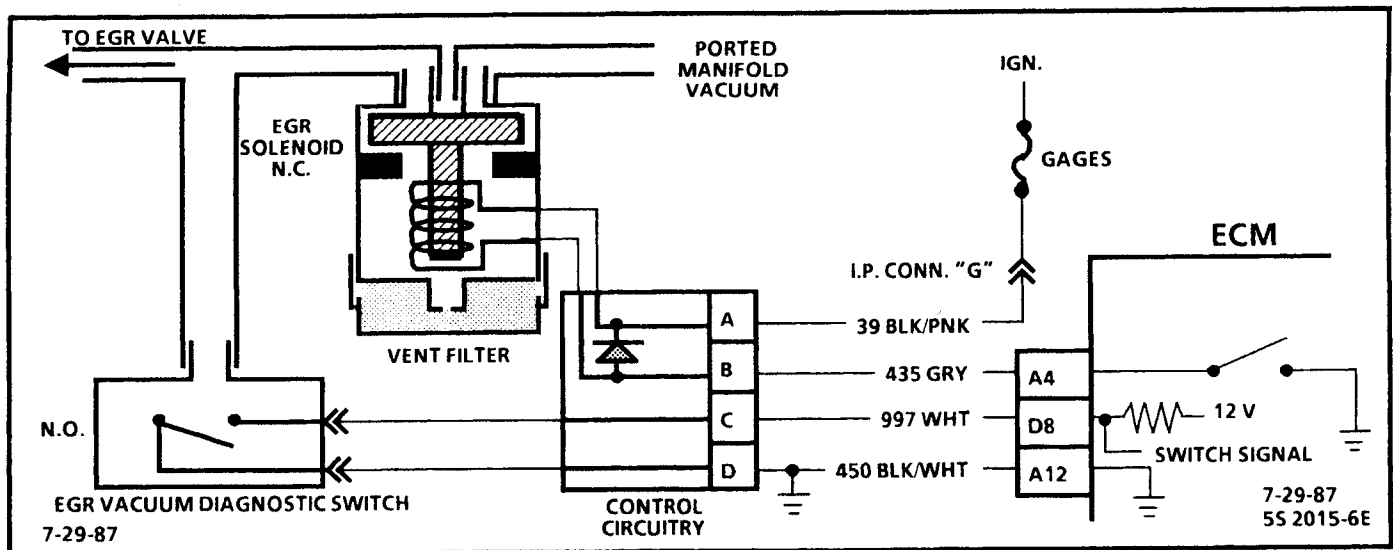 TO EGR VALVE
PORTED
MANIFOLD
VACUUM
IGN.
EGR
SOLENOID
N.C.
GAGES
ECM
I.P. CONN. "G"
VENT FILTER
A
39 BLK/PNK
B
435 GRY
A4
N.O.
C
997 WHT
D8
12 V
SWITCH SIGNAL
D
450 BLK/WHT
A12
EGR VACUUM DIAGNOSTIC SWITCH
CONTROL
CIRCUITRY
7-29-87
7-29-87
5S 2015-6E